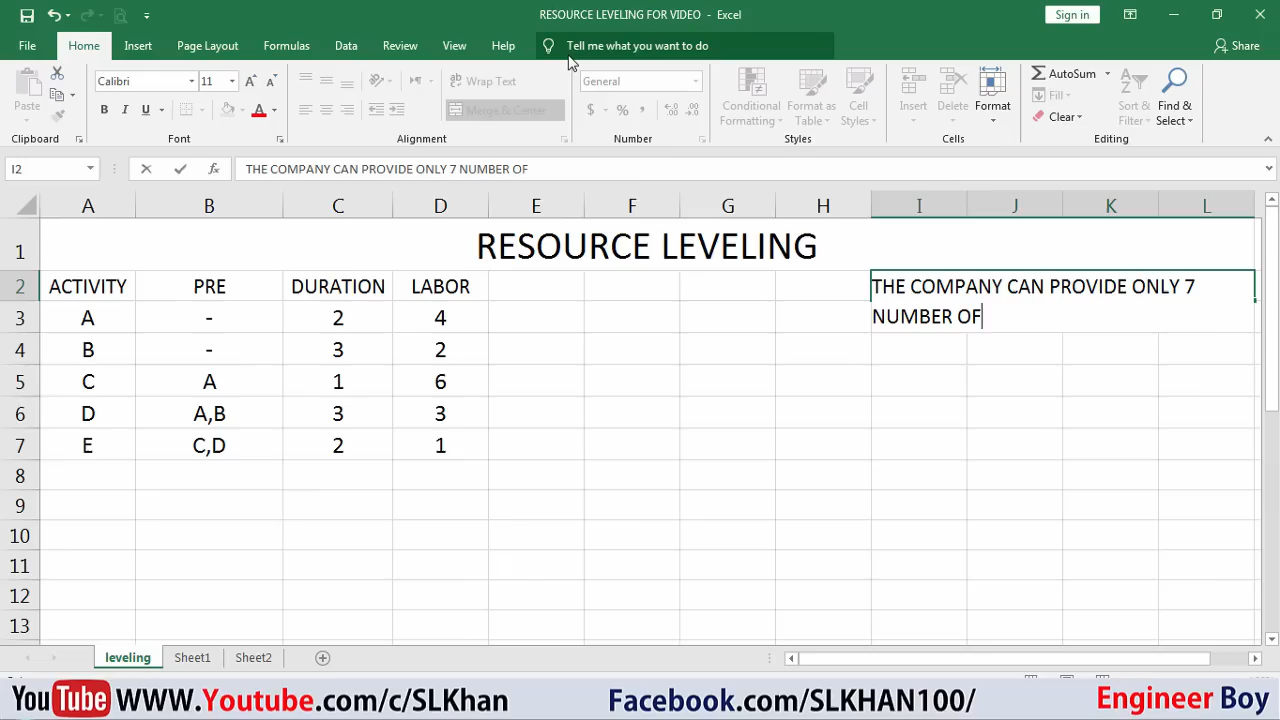 RESOURCE LEVELING FOR VIDEO - Excel
Sign in
File Home Insert Page Layout Formulas Data Review View Help Tell me what you want to do Share
Calibri 11 Wrap Text General AutoSum
Paste B I U Merge & Center $ % Conditional Formatting Format as Table Cell Styles Insert Delete Format Fill Sort & Filter Find & Select
Clear
Clipboard Font Alignment Number Styles Cells Editing
I2 fx THE COMPANY CAN PROVIDE ONLY 7 NUMBER OF
A B C D E F G H I J K L
1 RESOURCE LEVELING
2 ACTIVITY PRE DURATION LABOR THE COMPANY CAN PROVIDE ONLY 7
3 A - 2 4 NUMBER OF
4 B - 3 2
5 C A 1 6
6 D A,B 3 3
7 E C,D 2 1
8
9
10
11
12
13
leveling Sheet1 Sheet2
YouTube WWW.Youtube.com/c/SLKhan Facebook.com/SLKHAN100/ Engineer Boy